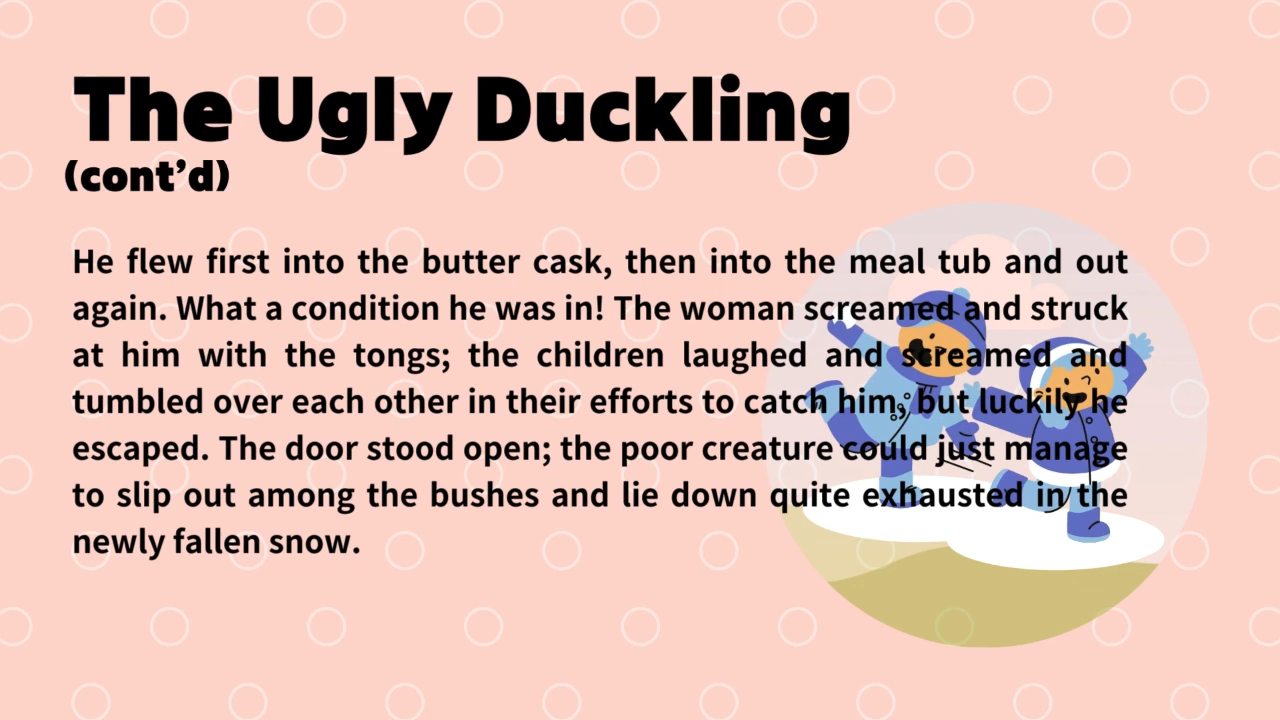 The Ugly Duckling
(cont’d)
He flew first into the butter cask, then into the meal tub and out
again. What a condition he was in! The woman screamed and struck
at him with the tongs; the children laughed and screamed and
tumbled over each other in their efforts to catch him, but luckily he
escaped. The door stood open; the poor creature could just manage
to slip out among the bushes and lie down quite exhausted in the
newly fallen snow.